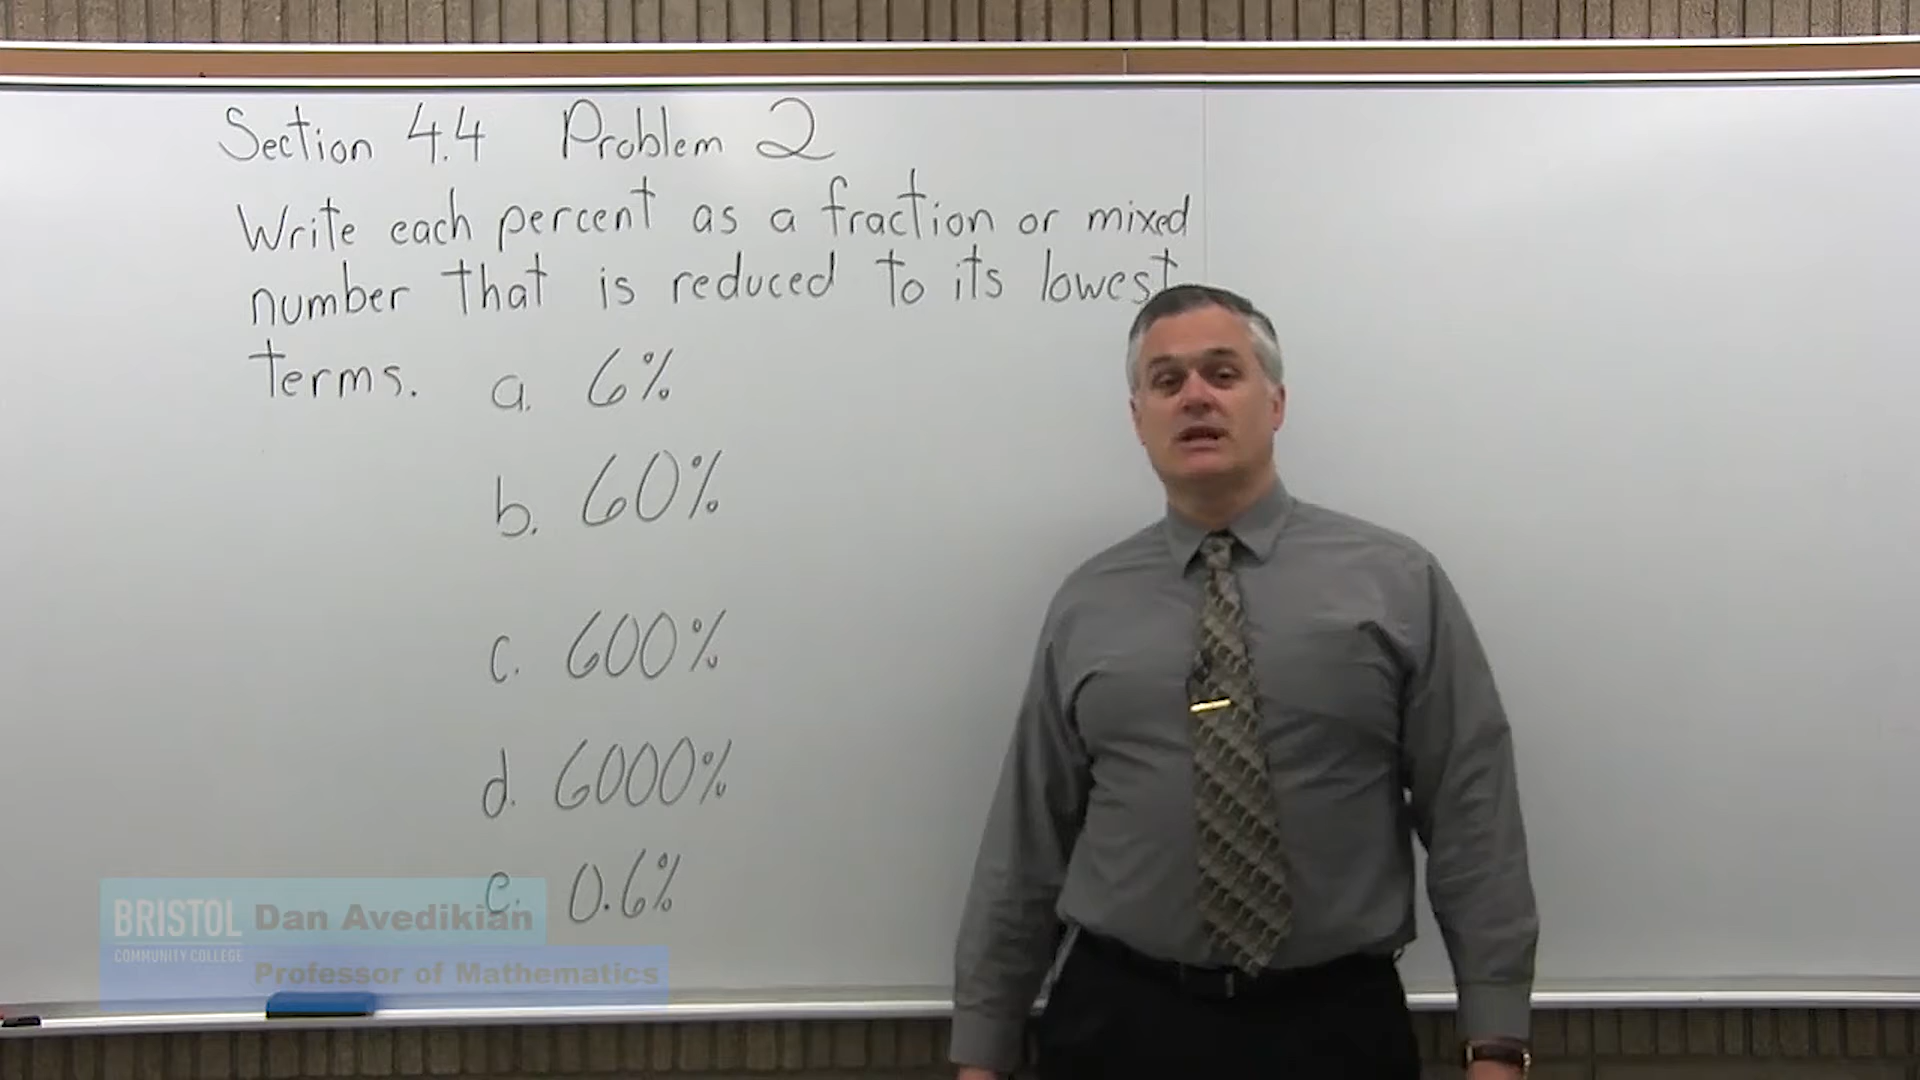 Section 4.4 Problem 2
Write each percent as a fraction or mixed
number that is reduced to its lowest
terms. a. 6%
b. 60%
c. 600%
d. 6000%
e. 0.6%
BRISTOL
COMMUNITY COLLEGE
Dan Avedikian
Professor of Mathematics